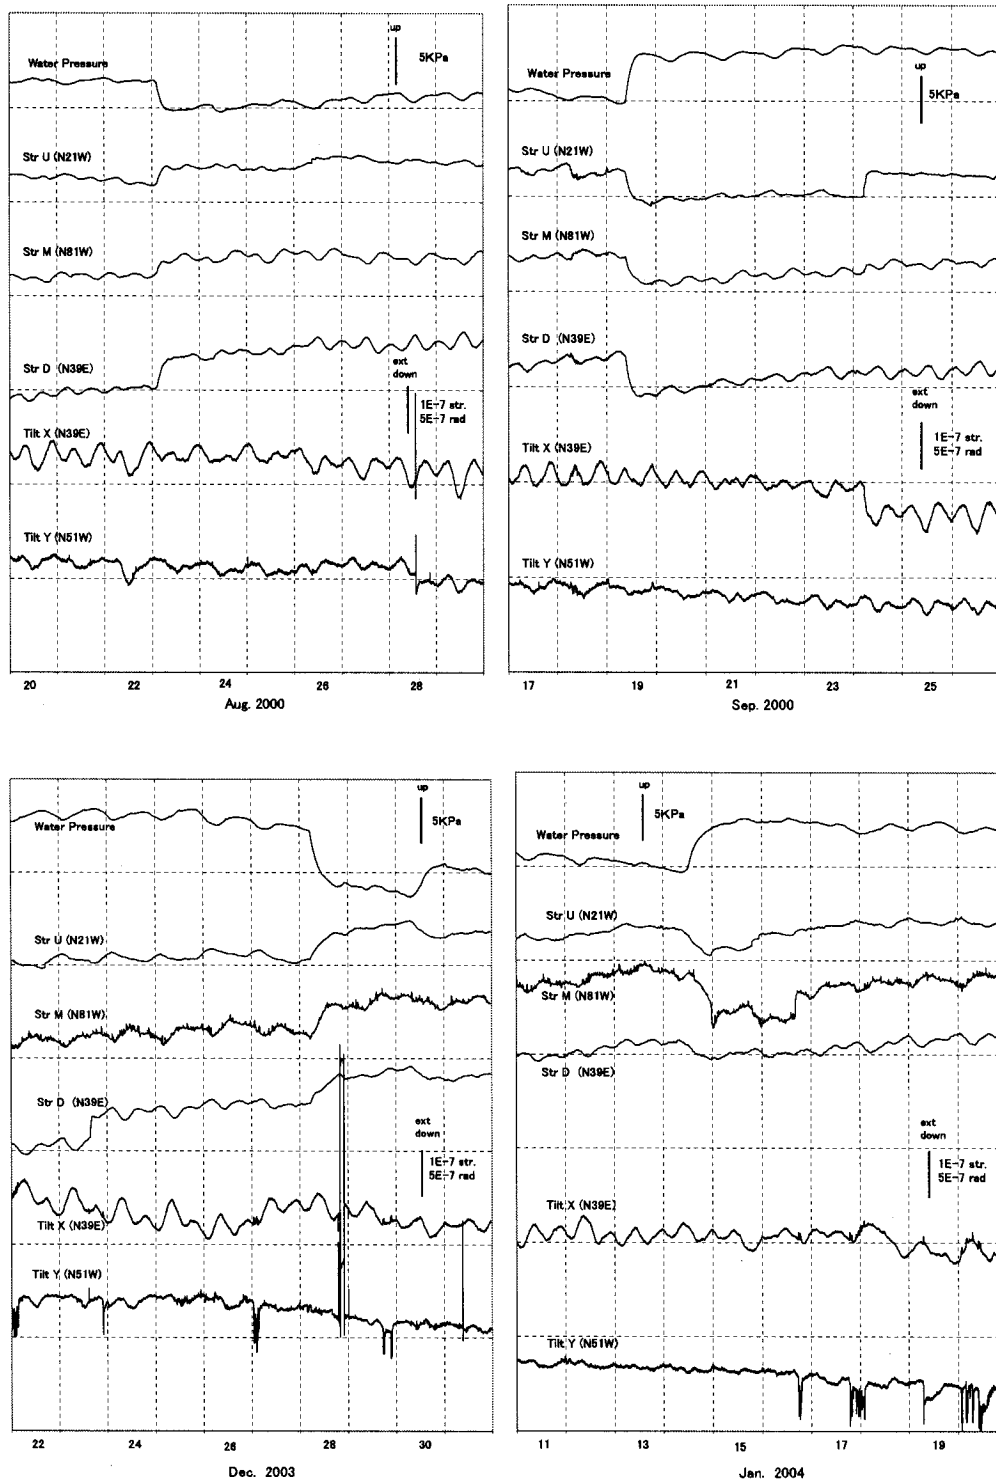 up
5KPa
Water Pressure
Str U (N21W)
Str M (N81W)
Str D (N39E)
ext
down
1E-7 str.
5E-7 rad
Tilt X (N39E)
Tilt Y (N51W)
20 22 24 26 28
Aug. 2000
up
5KPa
Water Pressure
Str U (N21W)
Str M (N81W)
Str D (N39E)
ext
down
1E-7 str.
5E-7 rad
Tilt X (N39E)
Tilt Y (N51W)
17 19 21 23 25
Sep. 2000
up
5KPa
Water Pressure
Str U (N21W)
Str M (N81W)
Str D (N39E)
ext
down
1E-7 str.
5E-7 rad
Tilt X (N39E)
Tilt Y (N51W)
22 24 26 28 30
Dec. 2003
up
5KPa
Water Pressure
Str U (N21W)
Str M (N81W)
Str D (N39E)
ext
down
1E-7 str.
5E-7 rad
Tilt X (N39E)
Tilt Y (N51W)
11 13 15 17 19
Jan. 2004